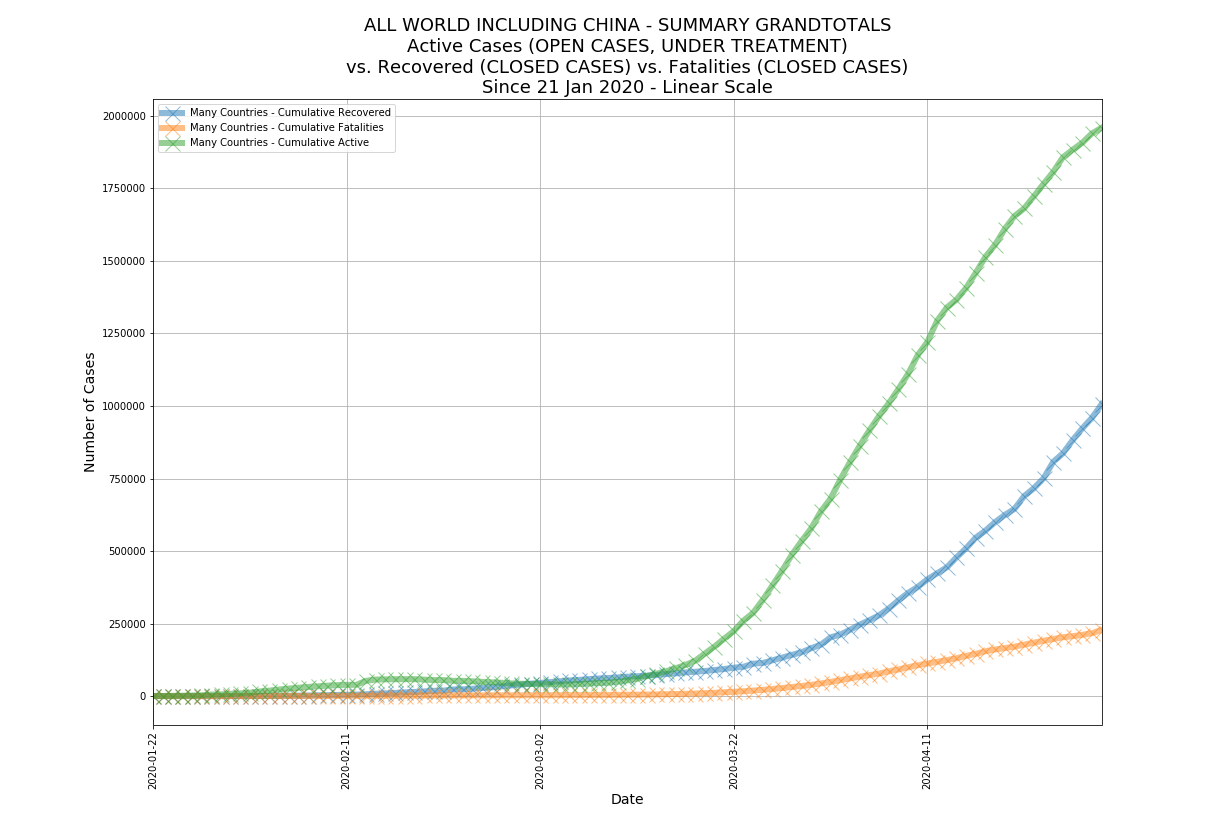 ALL WORLD INCLUDING CHINA - SUMMARY GRANDTOTALS
Active Cases (OPEN CASES, UNDER TREATMENT)
vs. Recovered (CLOSED CASES) vs. Fatalities (CLOSED CASES)
Since 21 Jan 2020 - Linear Scale
Many Countries - Cumulative Recovered
Many Countries - Cumulative Fatalities
Many Countries - Cumulative Active
2000000
1750000
1500000
1250000
1000000
750000
500000
250000
0
Number of Cases
2020-01-22
2020-02-11
2020-03-02
2020-03-22
2020-04-11
Date